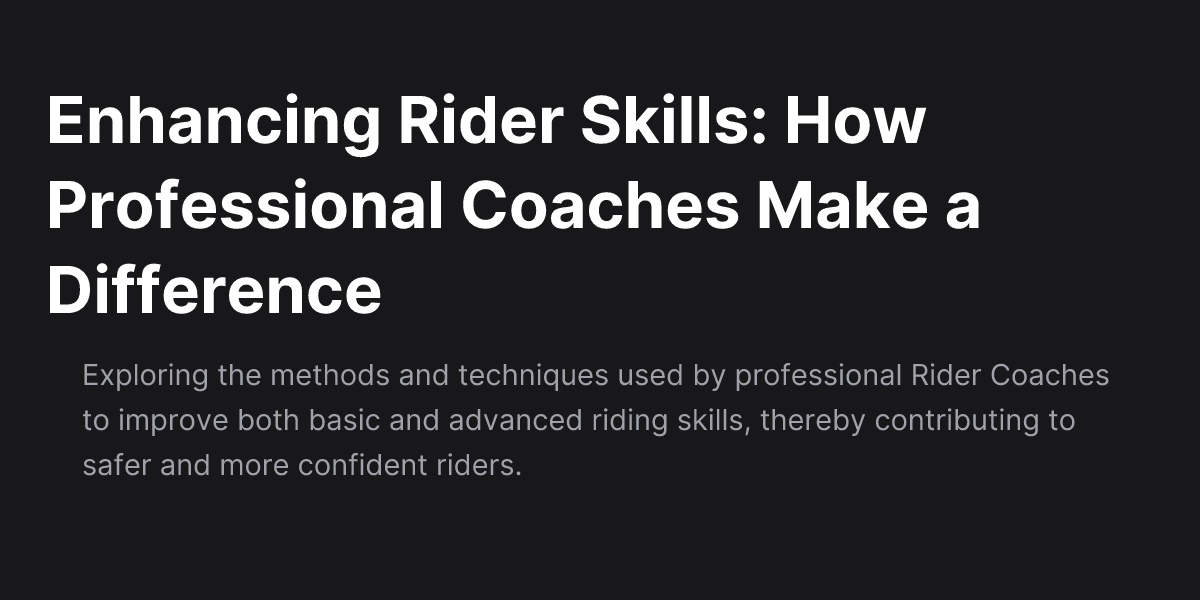 Enhancing Rider Skills: How
Professional Coaches Make a
Difference
Exploring the methods and techniques used by professional Rider Coaches
to improve both basic and advanced riding skills, thereby contributing to
safer and more confident riders.